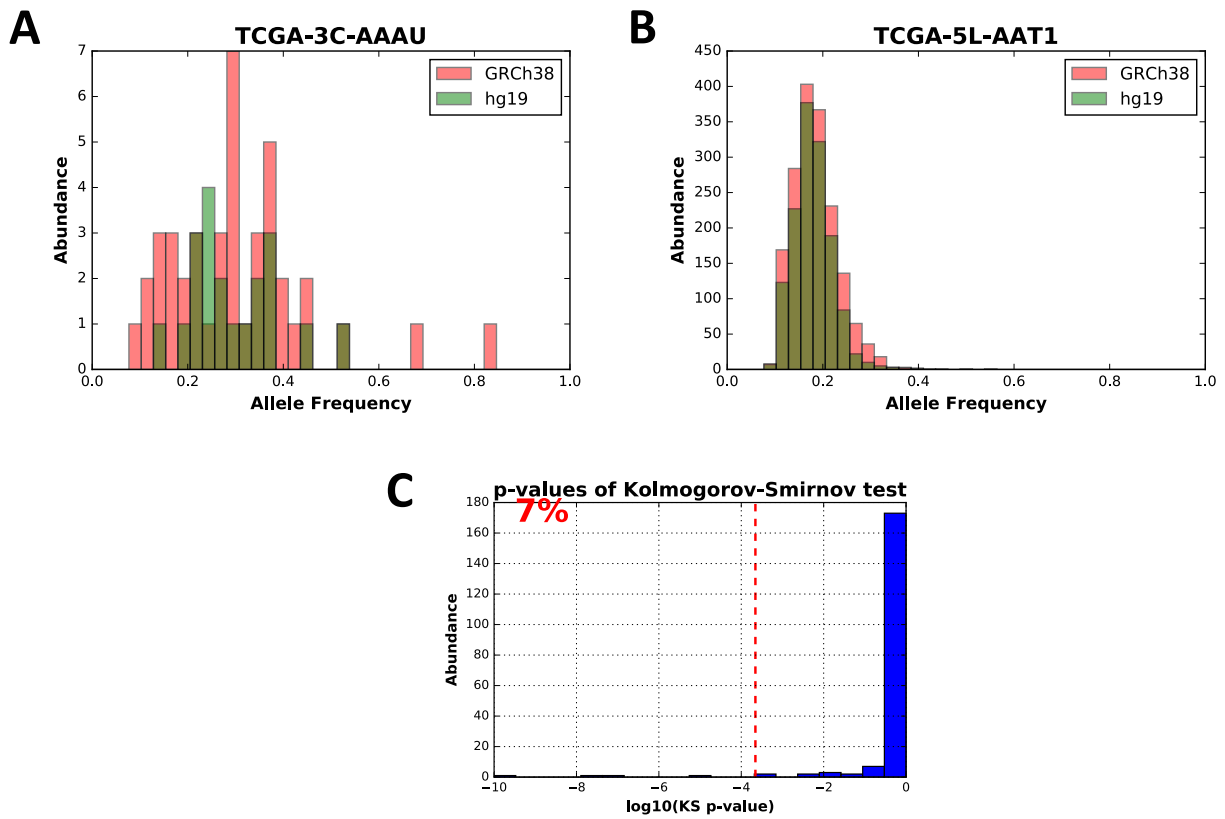 A
TCGA-3C-AAAU
GRCh38
hg19
7
6
5
4
3
2
1
0
Abundance
0.0 0.2 0.4 0.6 0.8 1.0
Allele Frequency
B
TCGA-5L-AAT1
GRCh38
hg19
450
400
350
300
250
200
150
100
50
0
Abundance
0.0 0.2 0.4 0.6 0.8 1.0
Allele Frequency
C
p-values of Kolmogorov-Smirnov test
7%
180
160
140
120
100
80
60
40
20
0
Abundance
−10 −8 −6 −4 −2 0
log10(KS p-value)